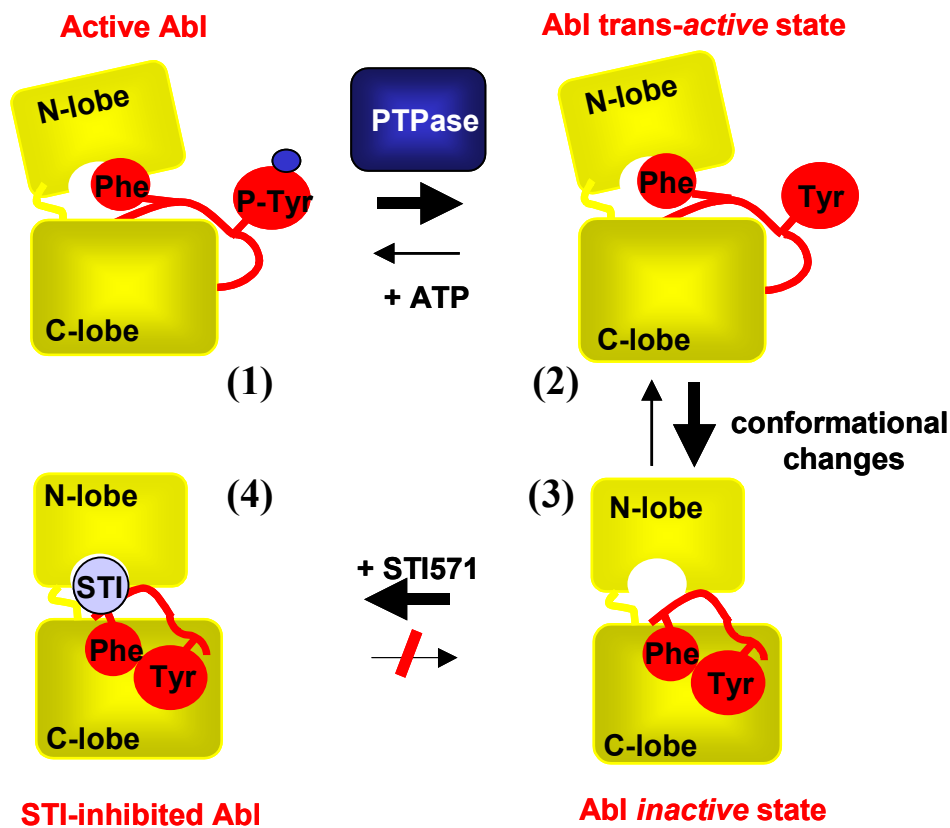 Active Abl
Abl trans-active state
N-lobe
Phe
P-Tyr
C-lobe
(1)
PTPase
+ ATP
N-lobe
Phe
Tyr
C-lobe
(2)
conformational
changes
(3)
N-lobe
Phe
Tyr
C-lobe
Abl inactive state
+ STI571
(4)
N-lobe
STI
Phe
Tyr
C-lobe
STI-inhibited Abl